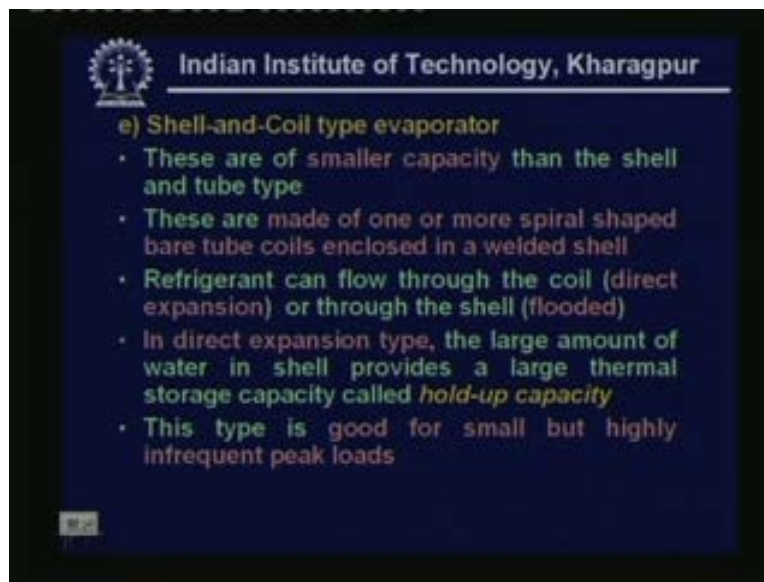 Indian Institute of Technology, Kharagpur
e) Shell-and-Coil type evaporator
• These are of smaller capacity than the shell
and tube type
• These are made of one or more spiral shaped
bare tube coils enclosed in a welded shell
• Refrigerant can flow through the coil (direct
expansion) or through the shell (flooded)
• In direct expansion type, the large amount of
water in shell provides a large thermal
storage capacity called hold-up capacity
• This type is good for small but highly
infrequent peak loads